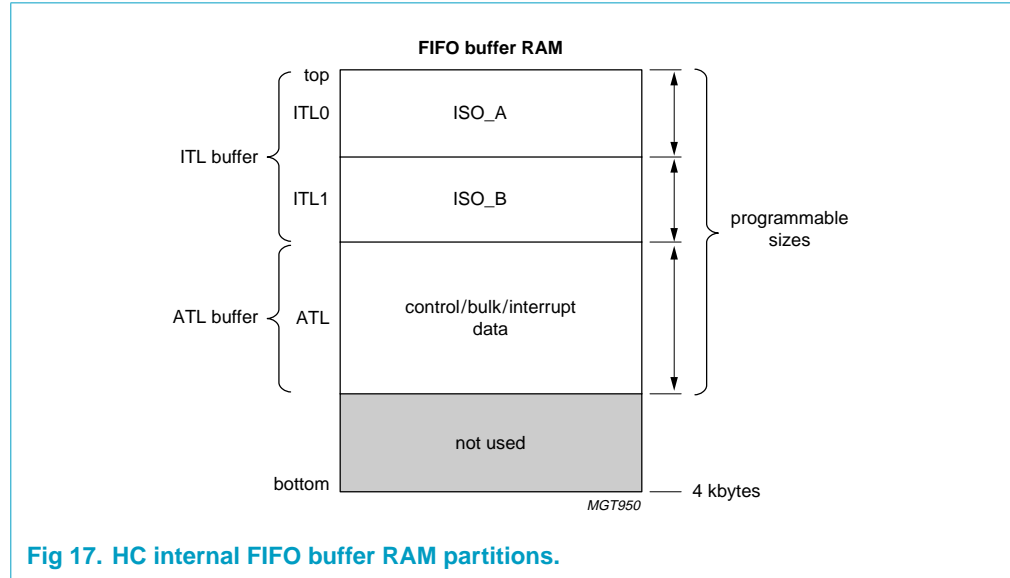 FIFO buffer RAM
top
ITL0
ISO_A
ITL buffer
ITL1
ISO_B
programmable
sizes
ATL buffer
ATL
control/bulk/interrupt
data
not used
bottom
4 kbytes
MGT950
Fig 17. HC internal FIFO buffer RAM partitions.